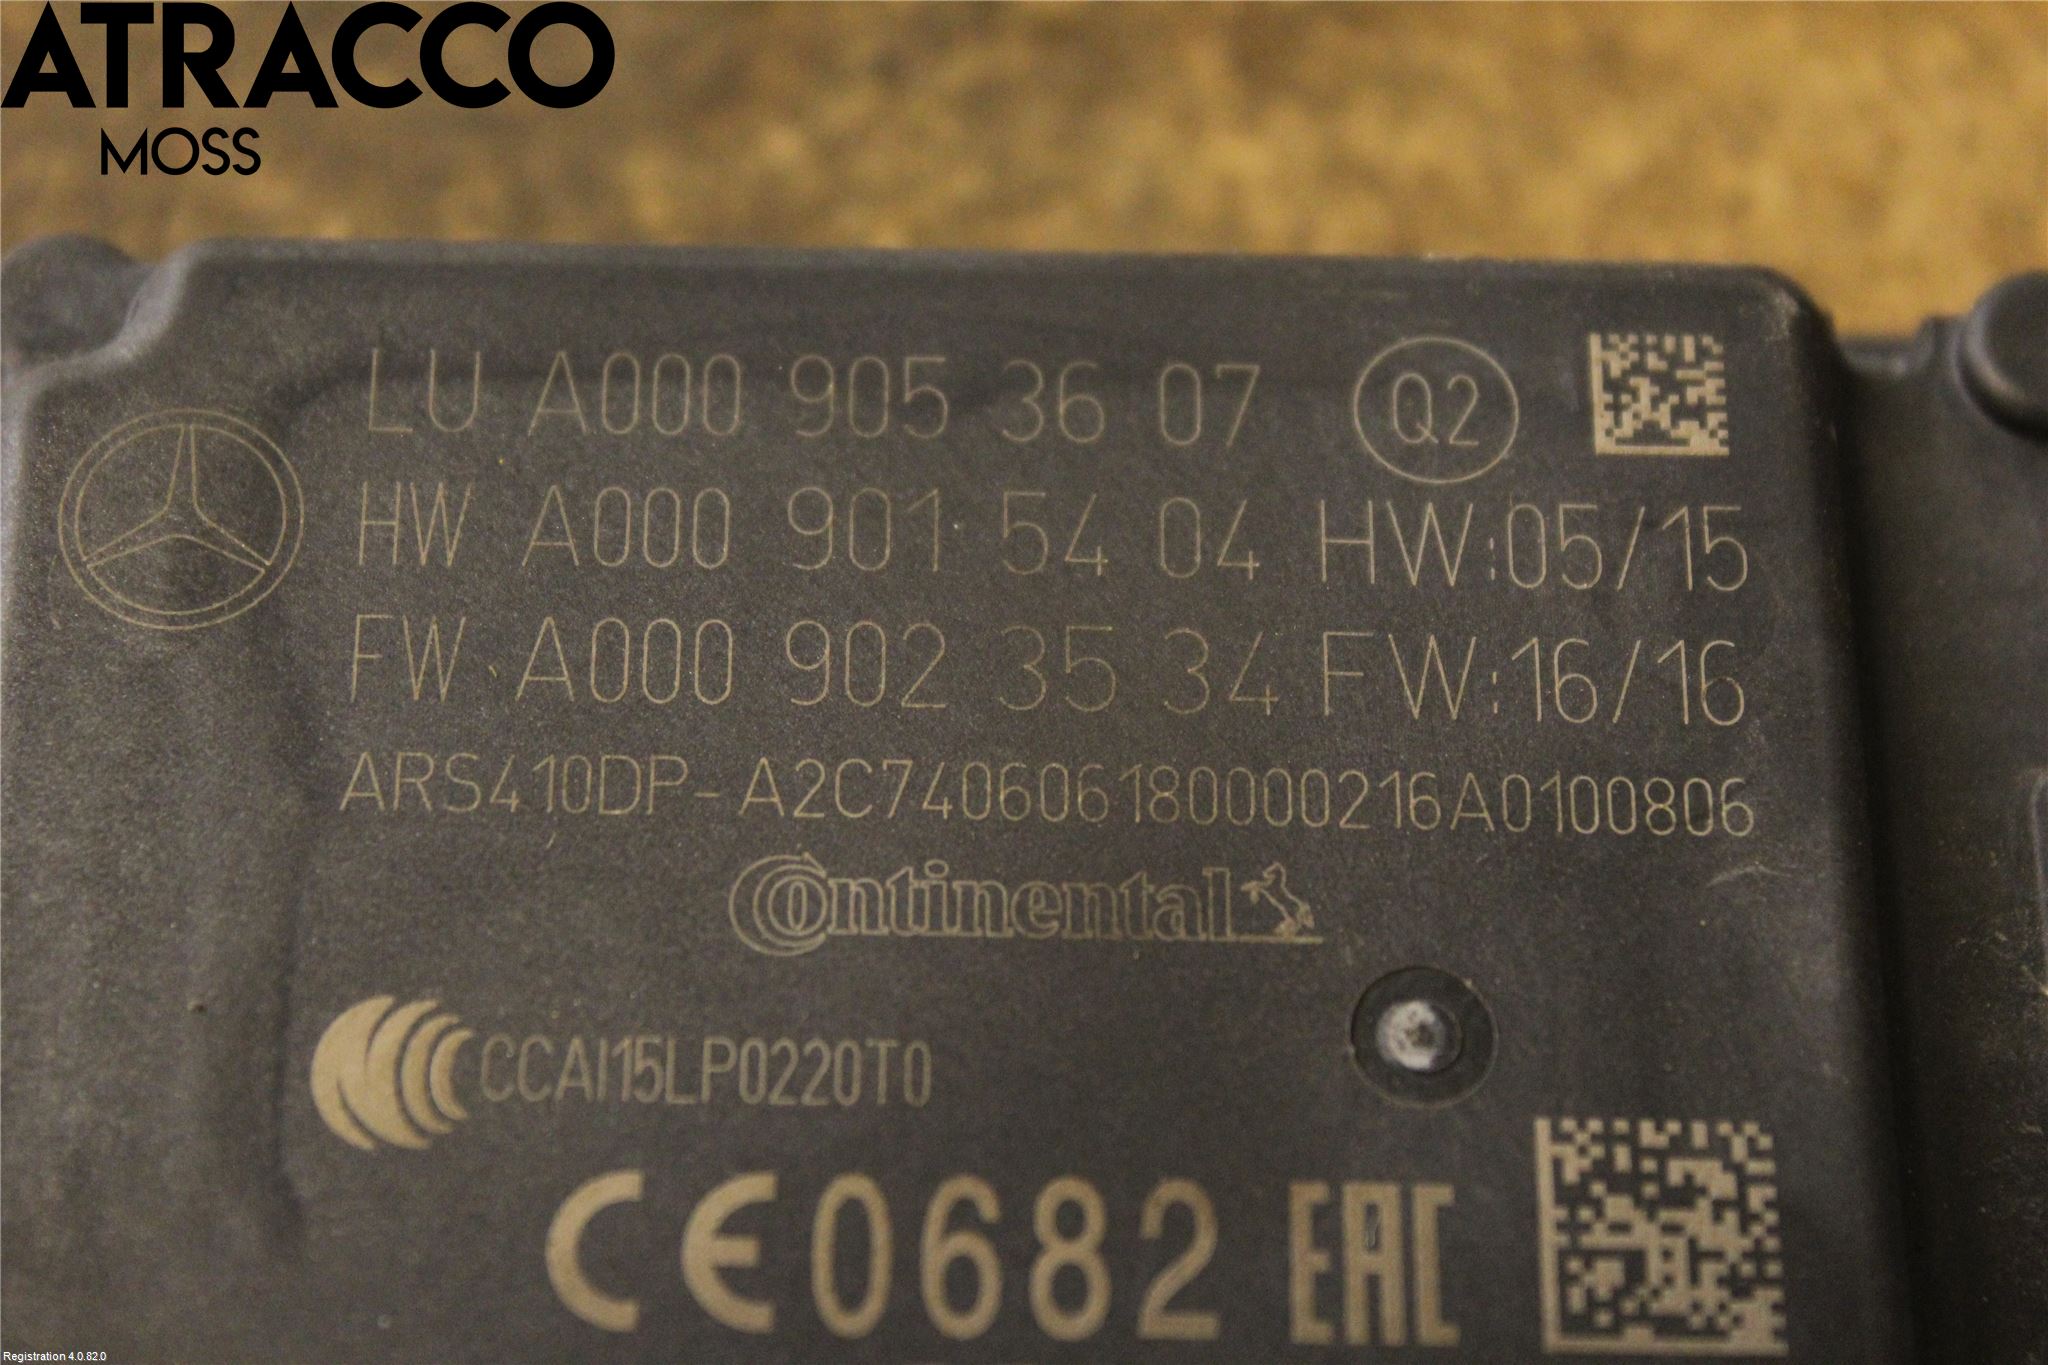 ATRACCO
MOSS
LU A000 905 36 07 Q2
HW A000 901 54 04 HW:05/15
FW A000 902 35 34 FW:16/16
ARS410DP-A2C740606180000216A0100806
Continental
CCAI15LP0220T0
CE0682 EAC
Registration 4.0.82.0